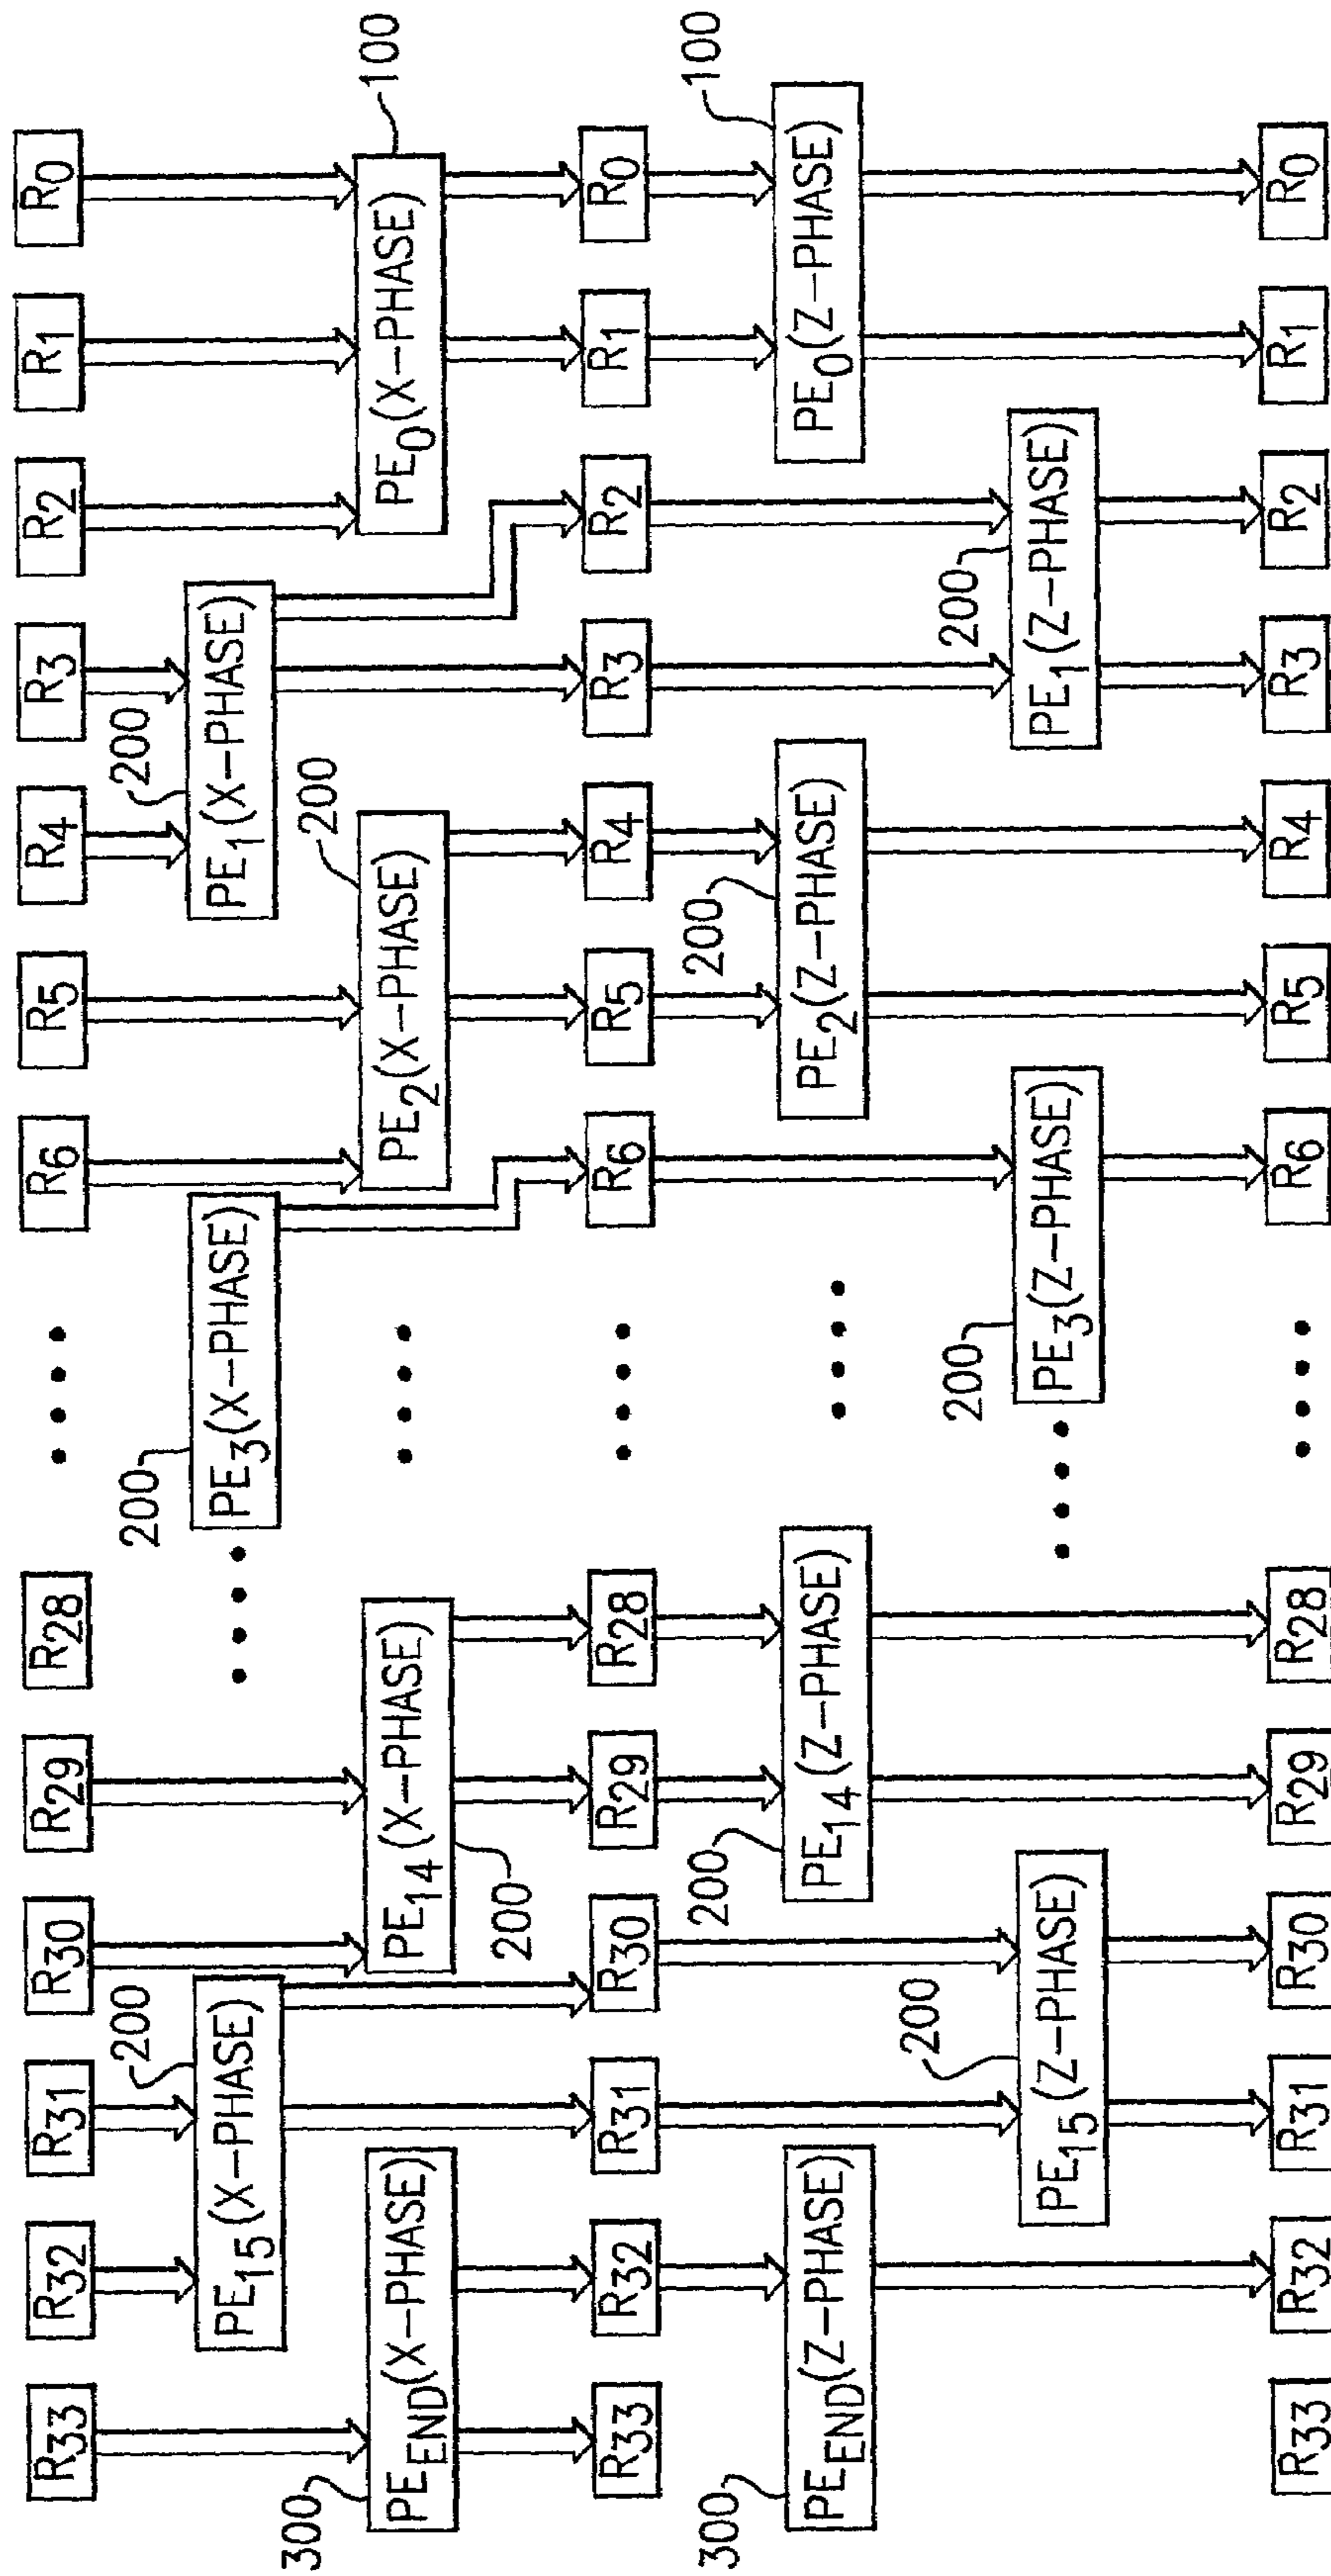 R33 R32 R31 R30 R29 R28 R6 R5 R4 R3 R2 R1 R0
200 200
PE15 (X-PHASE) 200 PE3 (X-PHASE) PE1 (X-PHASE)
300 PEEND (X-PHASE) PE14 (X-PHASE) PE2 (X-PHASE) 200 PE0 (X-PHASE) 100
200
R33 R32 R31 R30 R29 R28 R6 R5 R4 R3 R2 R1 R0
300 200 200 100
PEEND (Z-PHASE) PE14 (Z-PHASE) PE2 (Z-PHASE) PE0 (Z-PHASE)
200 200 200
PE15 (Z-PHASE) PE3 (Z-PHASE) PE1 (Z-PHASE)
R33 R32 R31 R30 R29 R28 R6 R5 R4 R3 R2 R1 R0